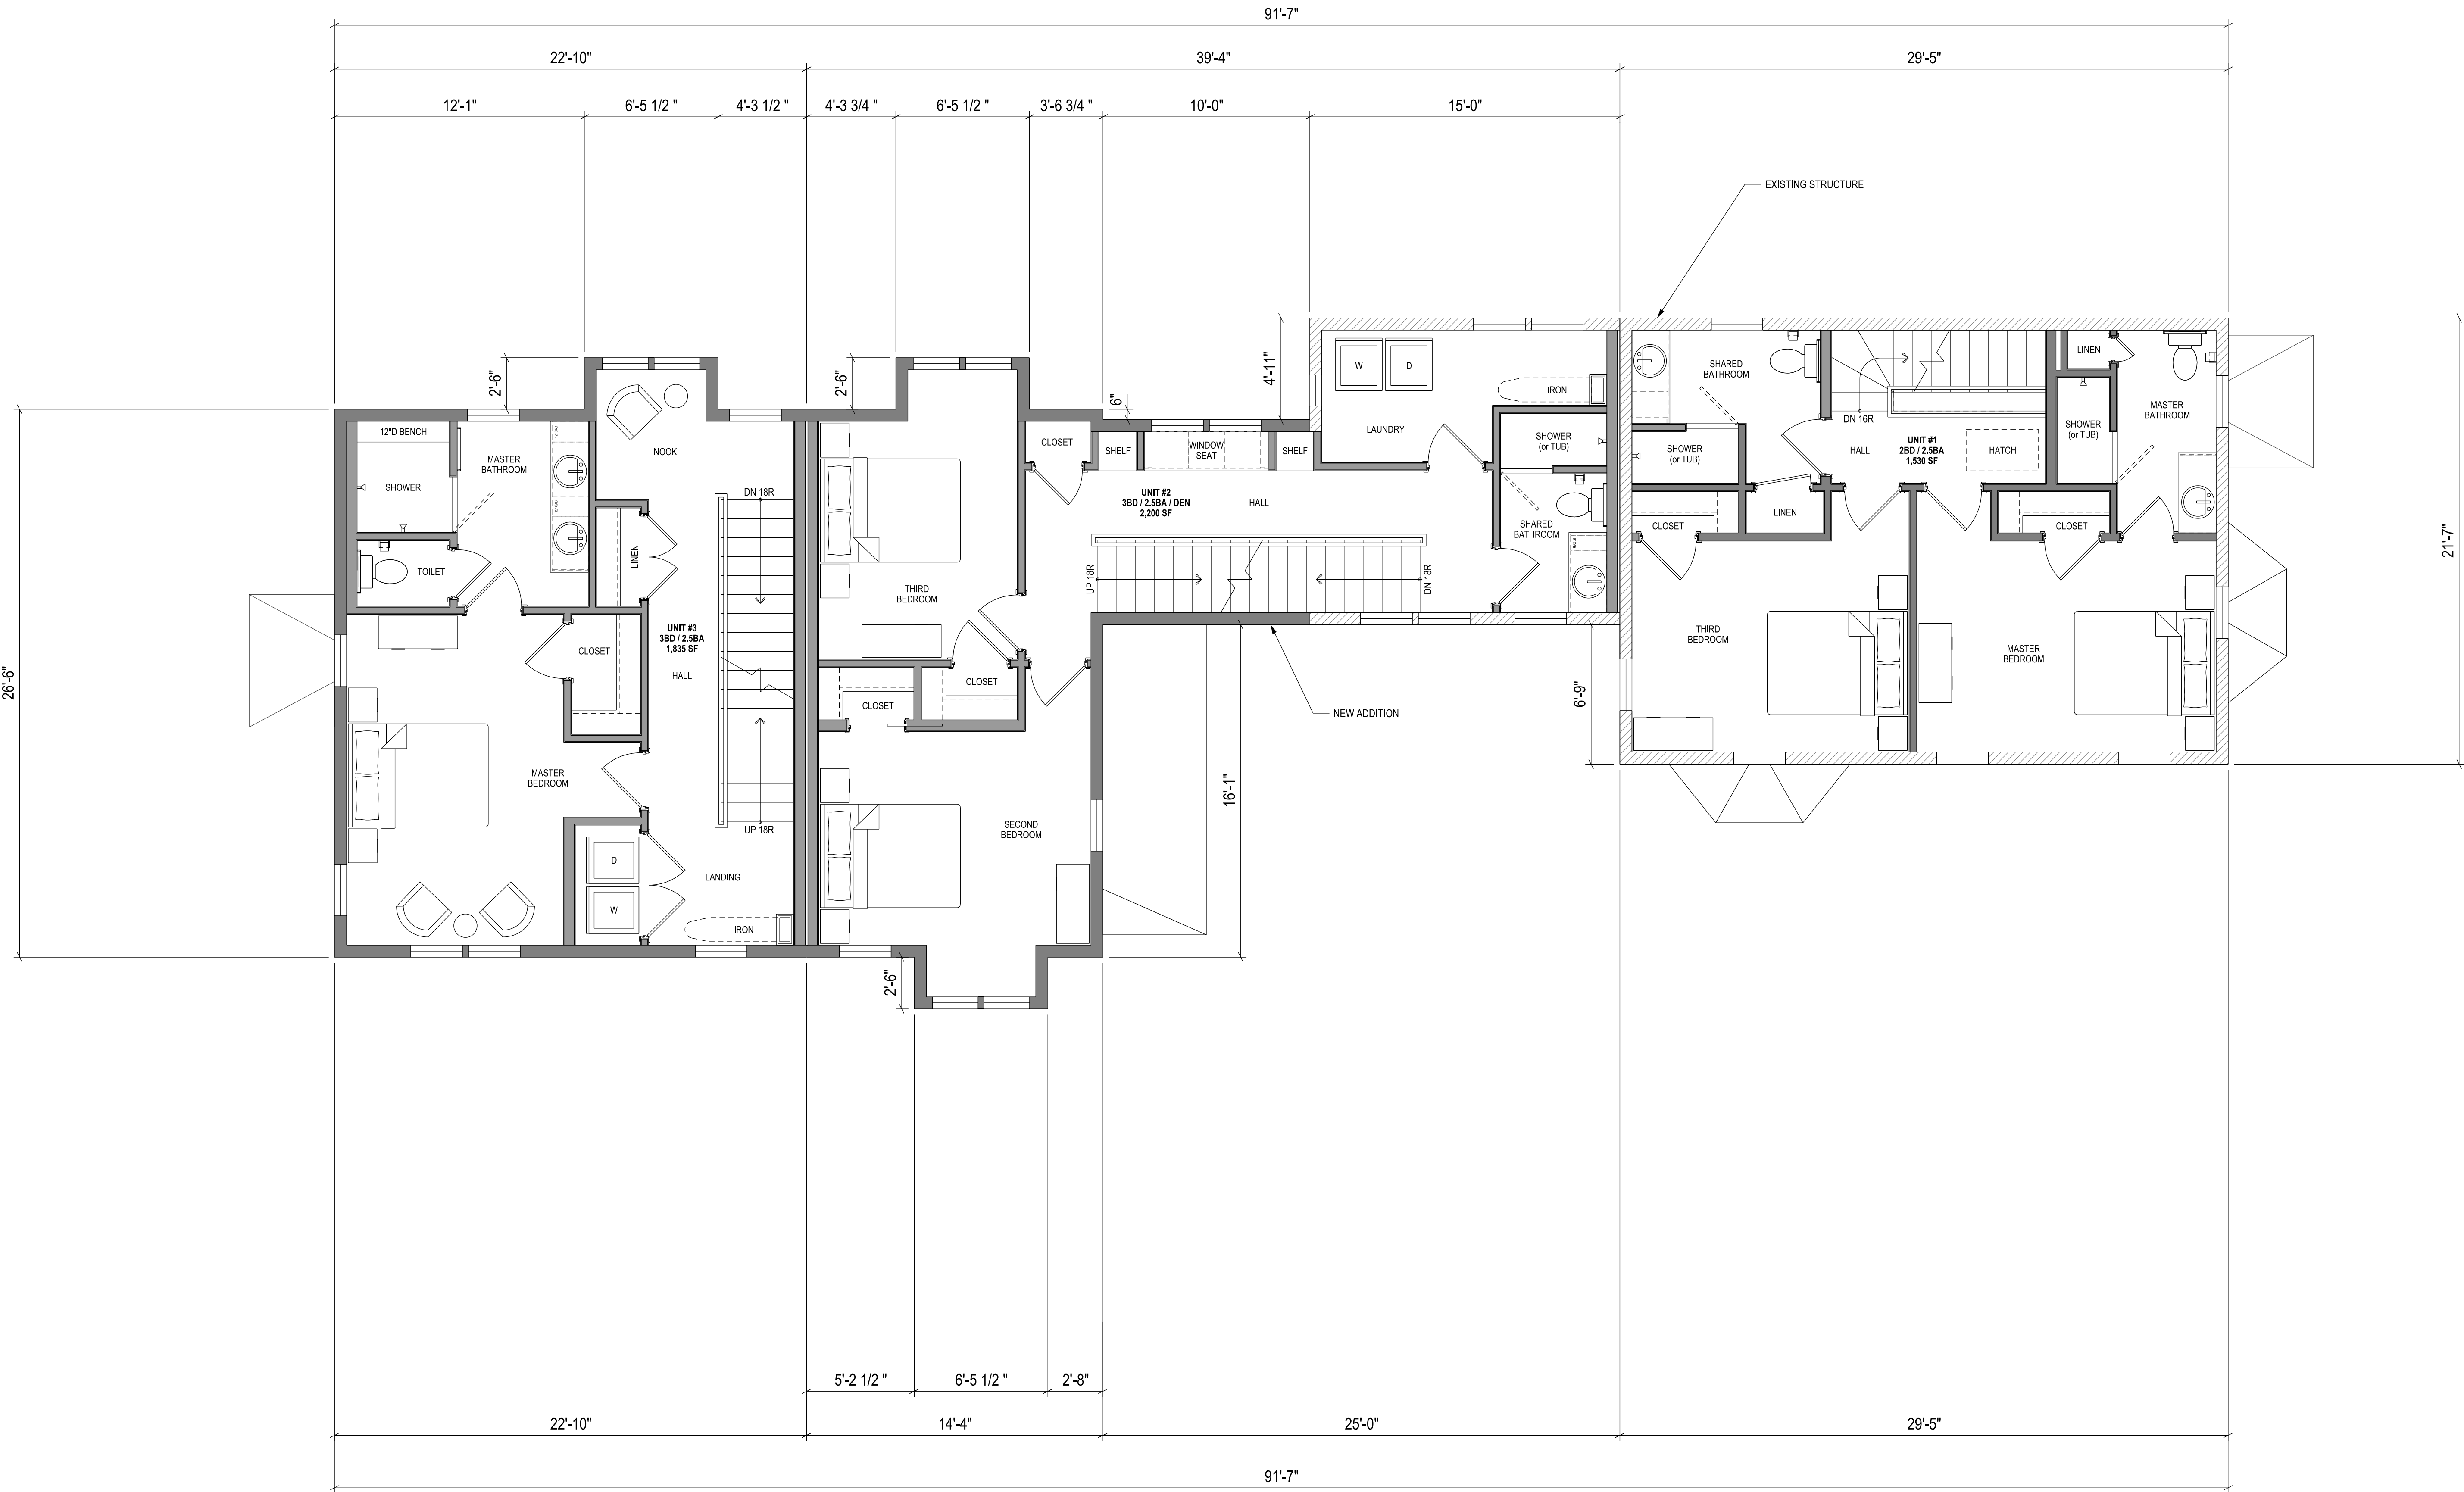 91'-7"
22'-10"
39'-4"
29'-5"
12'-1"
6'-5 1/2 "
4'-3 1/2 "
4'-3 3/4 "
6'-5 1/2 "
3'-6 3/4 "
10'-0"
15'-0"
EXISTING STRUCTURE
2'-6"
2'-6"
6"
4'-11"
26'-6"
21'-7"
12"D BENCH
SHOWER
MASTER
BATHROOM
TOILET
NOOK
LINEN
DN 18R
UNIT #3
3BD / 2.5BA
1,835 SF
HALL
CLOSET
MASTER
BEDROOM
UP 18R
D
W
LANDING
IRON
THIRD
BEDROOM
CLOSET
CLOSET
SECOND
BEDROOM
CLOSET
SHELF
WINDOW
SEAT
SHELF
UNIT #2
3BD / 2,5BA / DEN
2,200 SF
HALL
UP 18R
DN 18R
W
D
LAUNDRY
IRON
SHOWER
(or TUB)
SHARED
BATHROOM
NEW ADDITION
16'-1"
2'-6"
6'-9"
SHARED
BATHROOM
SHOWER
(or TUB)
DN 16R
HALL
UNIT #1
2BD / 2.5BA
1,530 SF
HATCH
LINEN
SHOWER
(or TUB)
MASTER
BATHROOM
CLOSET
LINEN
CLOSET
THIRD
BEDROOM
MASTER
BEDROOM
5'-2 1/2 "
6'-5 1/2 "
2'-8"
22'-10"
14'-4"
25'-0"
29'-5"
91'-7"